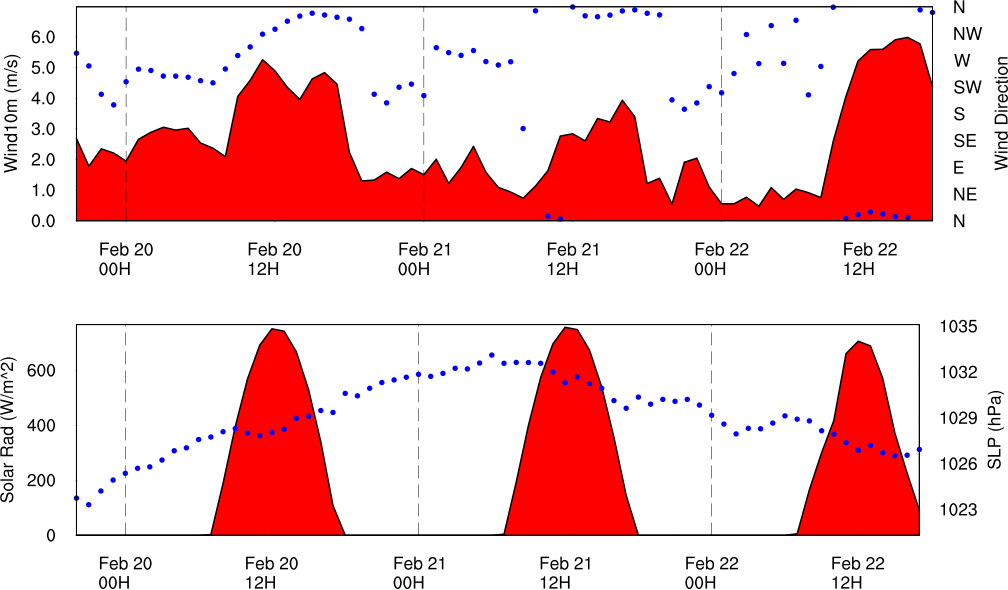 Wind10m (m/s)
6.0
5.0
4.0
3.0
2.0
1.0
0.0
N
NW
W
SW
S
SE
E
NE
N
Wind Direction
Feb 20 Feb 20 Feb 21 Feb 21 Feb 22 Feb 22
00H 12H 00H 12H 00H 12H
Solar Rad (W/m^2)
600
400
200
0
1035
1032
1029
1026
1023
SLP (hPa)
Feb 20 Feb 20 Feb 21 Feb 21 Feb 22 Feb 22
00H 12H 00H 12H 00H 12H